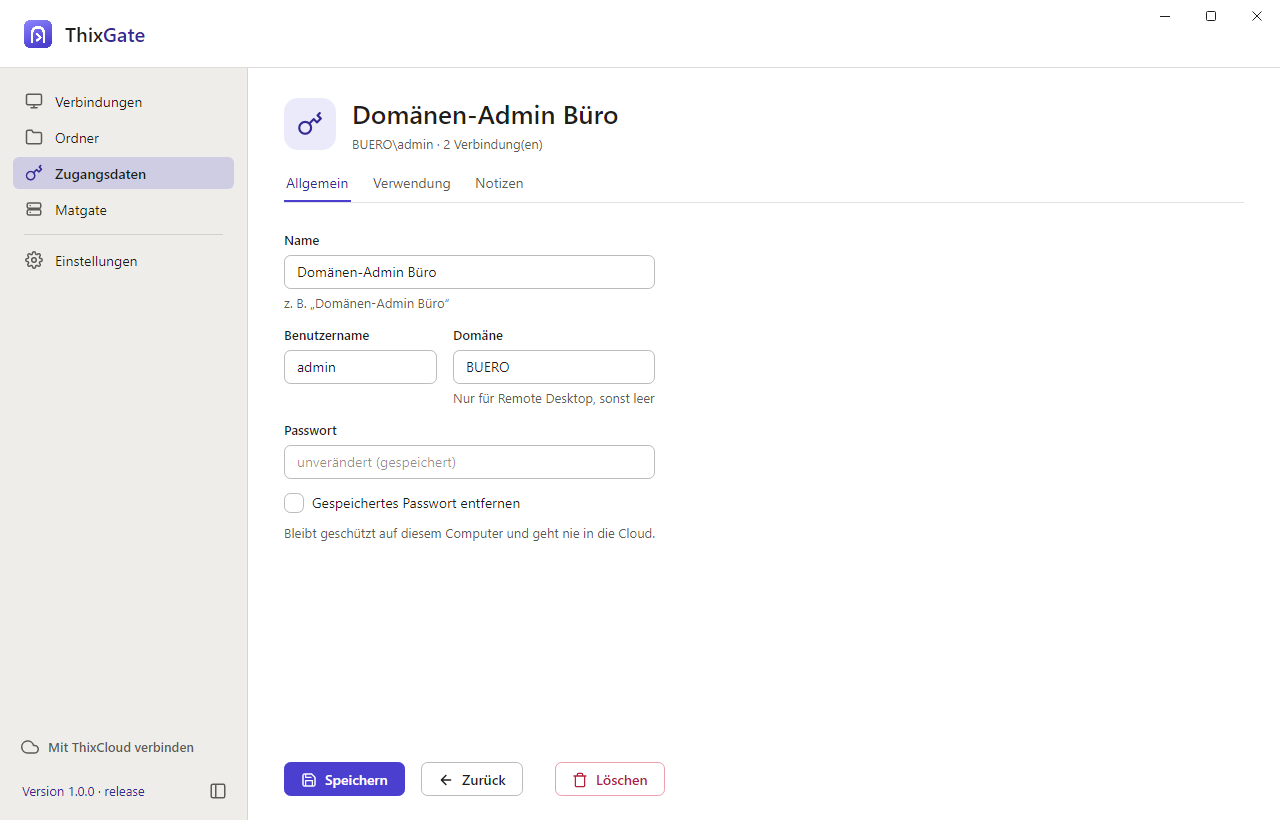 ThixGate
Verbindungen
Ordner
Zugangsdaten
Matgate
Einstellungen
Mit ThixCloud verbinden
Version 1.0.0 · release
Domänen-Admin Büro
BUERO\admin · 2 Verbindung(en)
Allgemein Verwendung Notizen
Name
Domänen-Admin Büro
z. B. „Domänen-Admin Büro“
Benutzername Domäne
admin BUERO
Nur für Remote Desktop, sonst leer
Passwort
unverändert (gespeichert)
Gespeichertes Passwort entfernen
Bleibt geschützt auf diesem Computer und geht nie in die Cloud.
Speichern Zurück Löschen